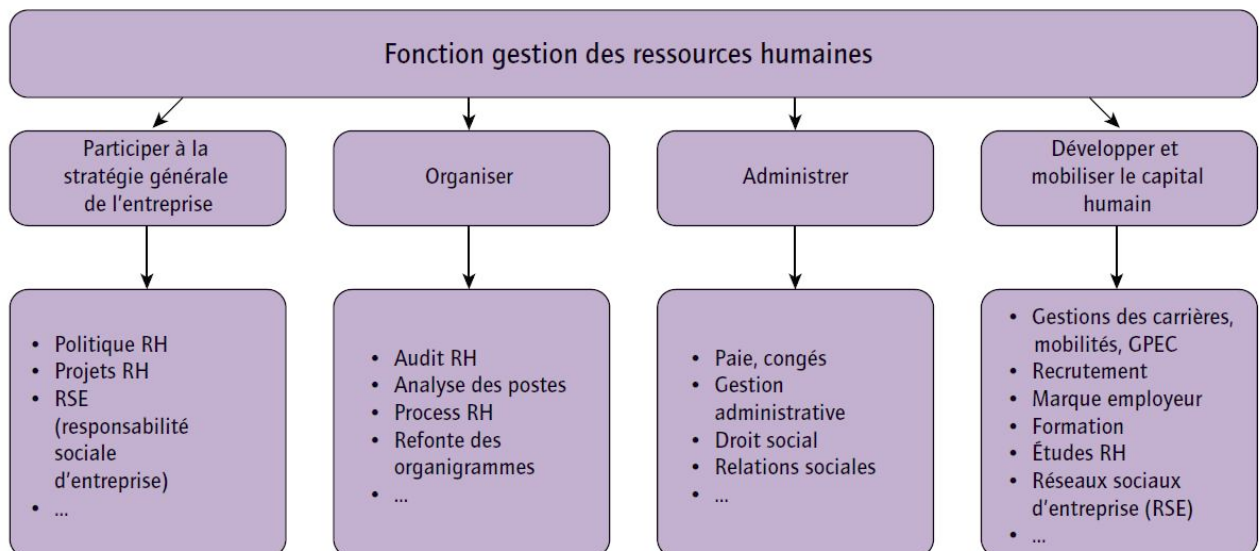 Fonction gestion des ressources humaines
Participer à la
stratégie générale
de l'entreprise
Organiser
Administrer
Développer et
mobiliser le capital
humain
• Politique RH
• Projets RH
• RSE
(responsabilité
sociale
d'entreprise)
• ...
• Audit RH
• Analyse des postes
• Process RH
• Refonte des
organigrammes
• ...
• Paie, congés
• Gestion
administrative
• Droit social
• Relations sociales
• ...
• Gestions des carrières,
mobilités, GPEC
• Recrutement
• Marque employeur
• Formation
• Études RH
• Réseaux sociaux
d'entreprise (RSE)
• ...